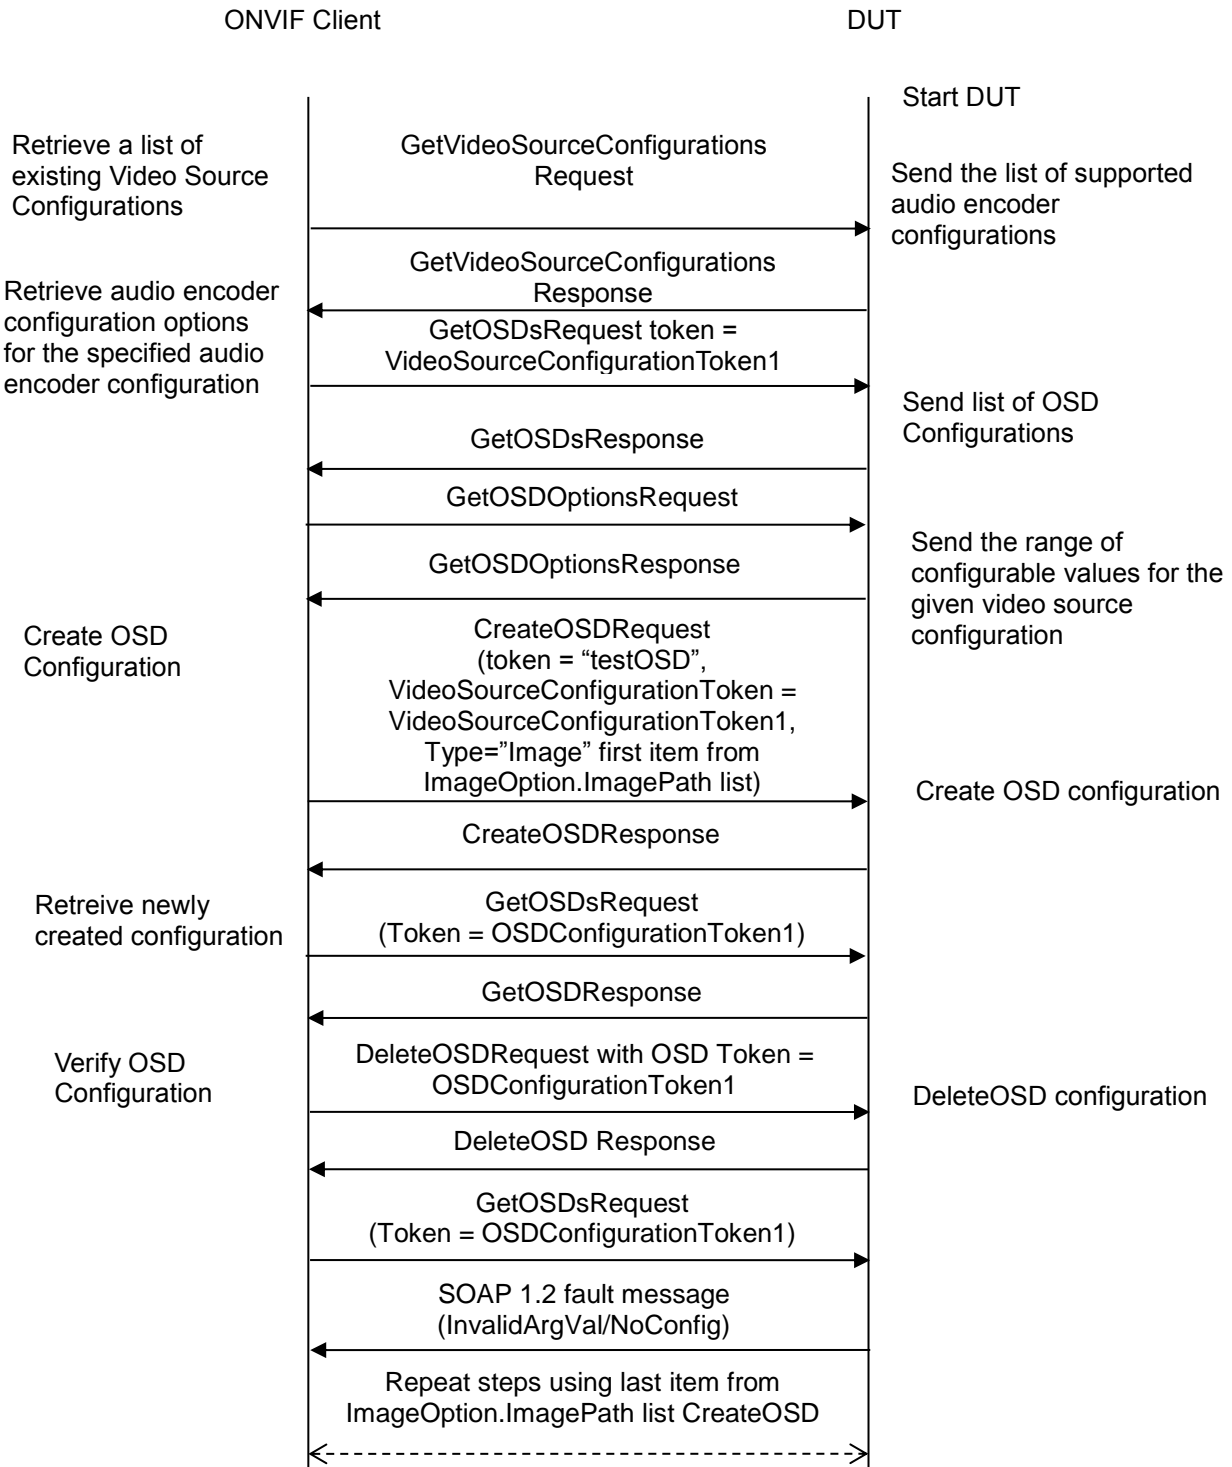 ONVIF Client
DUT
Start DUT
Retrieve a list of
existing Video Source
Configurations
GetVideoSourceConfigurations
Request
Send the list of supported
audio encoder
configurations
GetVideoSourceConfigurations
Response
Retrieve audio encoder
configuration options
for the specified audio
encoder configuration
GetOSDsRequest token =
VideoSourceConfigurationToken1
Send list of OSD
Configurations
GetOSDsResponse
GetOSDOptionsRequest
Send the range of
configurable values for the
given video source
configuration
GetOSDOptionsResponse
Create OSD
Configuration
CreateOSDRequest
(token = “testOSD”,
VideoSourceConfigurationToken =
VideoSourceConfigurationToken1,
Type=”Image” first item from
ImageOption.ImagePath list)
Create OSD configuration
CreateOSDResponse
Retreive newly
created configuration
GetOSDsRequest
(Token = OSDConfigurationToken1)
GetOSDResponse
Verify OSD
Configuration
DeleteOSDRequest with OSD Token =
OSDConfigurationToken1
DeleteOSD configuration
DeleteOSD Response
GetOSDsRequest
(Token = OSDConfigurationToken1)
SOAP 1.2 fault message
(InvalidArgVal/NoConfig)
Repeat steps using last item from
ImageOption.ImagePath list CreateOSD